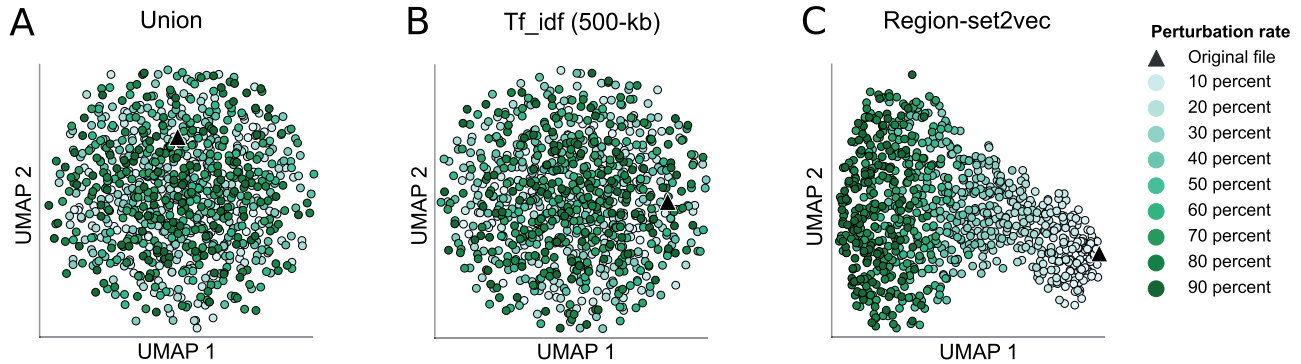 A
Union
UMAP 2
UMAP 1
B
Tf_idf (500-kb)
UMAP 2
UMAP 1
C
Region-set2vec
UMAP 2
UMAP 1
Perturbation rate
Original file
10 percent
20 percent
30 percent
40 percent
50 percent
60 percent
70 percent
80 percent
90 percent